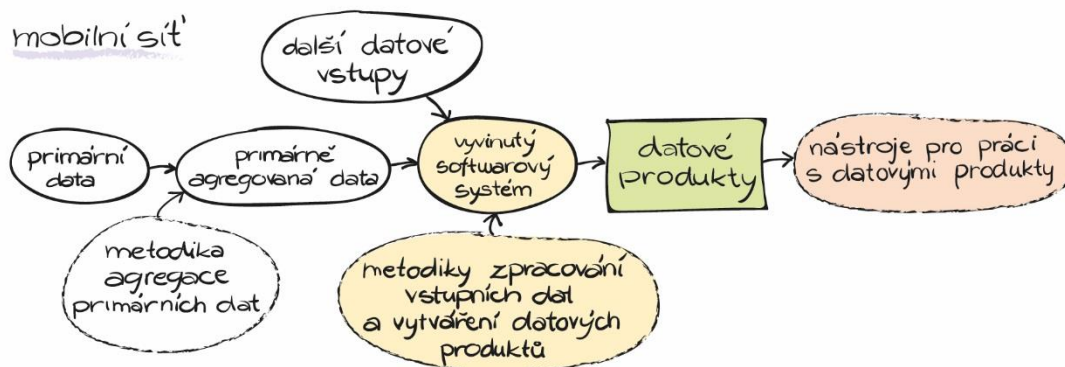 mobilní síť
další datové
vstupy
primární
data
primárně
agregovaná data
vyvinutý
softwarový
systém
datové
produkty
nástroje pro práci
s datovými produkty
metodika
agregace
primárních dat
metodiky zpracování
vstupních dat
a vytváření datových
produktů